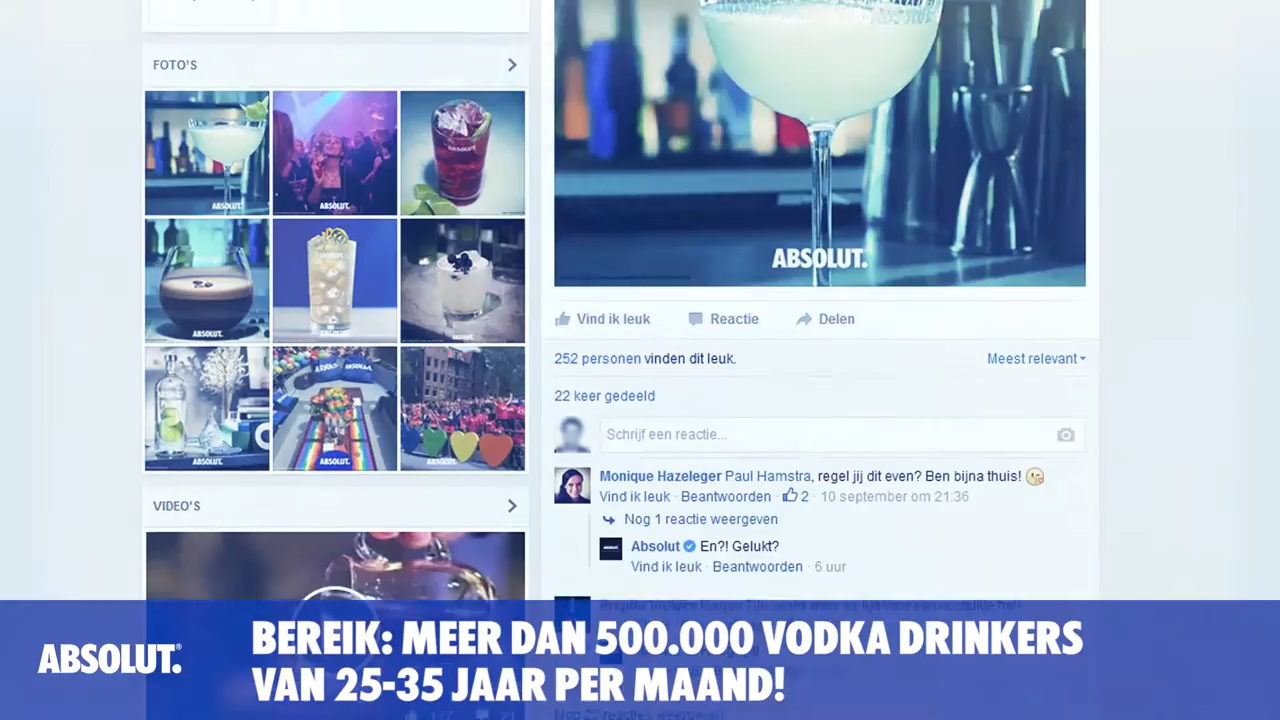 FOTO'S
ABSOLUT.
ABSOLUT.
ABSOLUT
ABSOLUT.
ABSOLUT.
ABSOLUT.
ABSOLUT.
ABSOLUT.
VIDEO'S
ABSOLUT.
Vind ik leuk Reactie Delen
252 personen vinden dit leuk. Meest relevant
22 keer gedeeld
Schrijf een reactie...
Monique Hazeleger Paul Hamstra, regel jij dit even? Ben bijna thuis!
Vind ik leuk · Beantwoorden · 2 · 10 september om 21:36
Nog 1 reactie weergeven
Absolut En?! Gelukt?
Vind ik leuk · Beantwoorden · 6 uur
ABSOLUT.®
BEREIK: MEER DAN 500.000 VODKA DRINKERS
VAN 25-35 JAAR PER MAAND!